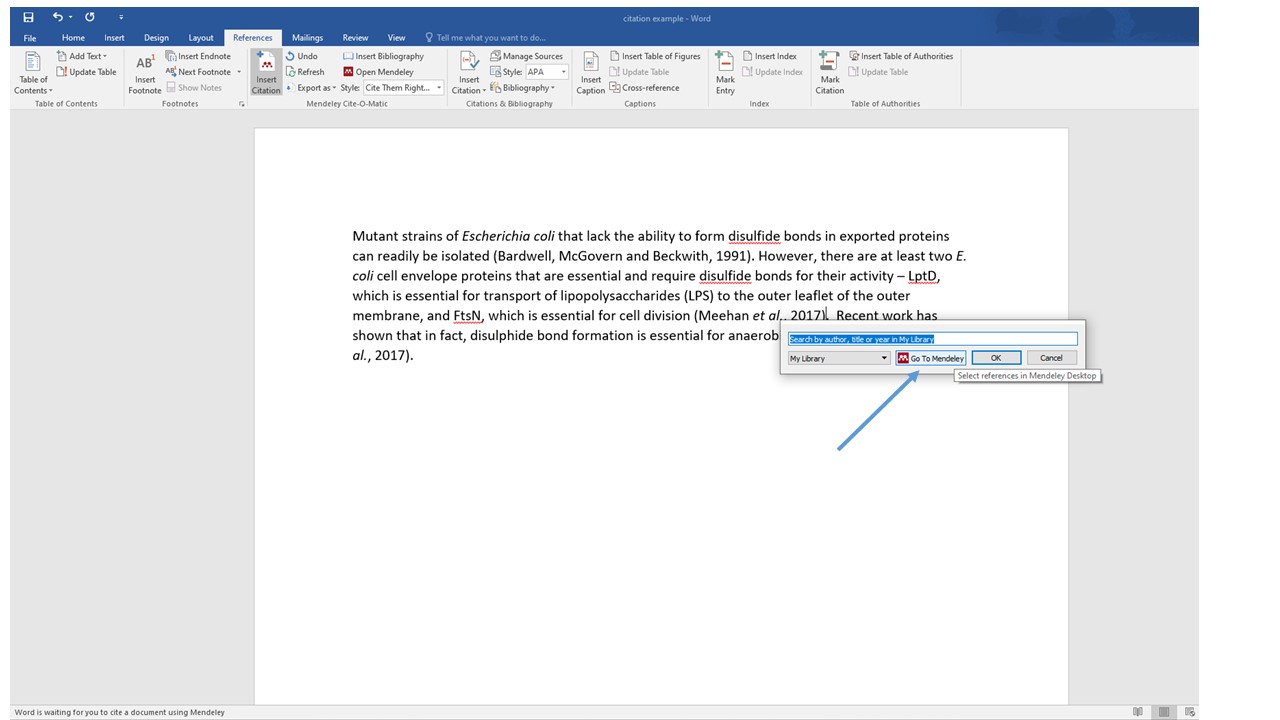 citation example - Word
File Home Insert Design Layout References Mailings Review View Tell me what you want to do...
Table of Contents
Add Text
Update Table
Table of Contents
AB¹ Insert Footnote
Insert Endnote
Next Footnote
Show Notes
Footnotes
Insert Citation
Undo
Refresh
Export as
Insert Bibliography
Open Mendeley
Style: Cite Them Right...
Mendeley Cite-O-Matic
Insert Citation
Manage Sources
Style: APA
Bibliography
Citations & Bibliography
Insert Caption
Insert Table of Figures
Update Table
Cross-reference
Captions
Mark Entry
Insert Index
Update Index
Index
Mark Citation
Insert Table of Authorities
Update Table
Table of Authorities
Mutant strains of Escherichia coli that lack the ability to form disulfide bonds in exported proteins
can readily be isolated (Bardwell, McGovern and Beckwith, 1991). However, there are at least two E.
coli cell envelope proteins that are essential and require disulfide bonds for their activity – LptD,
which is essential for transport of lipopolysaccharides (LPS) to the outer leaflet of the outer
membrane, and FtsN, which is essential for cell division (Meehan et al., 2017). Recent work has
shown that in fact, disulphide bond formation is essential for anaerob
al., 2017).
Search by author, title or year in My Library
My Library Go To Mendeley OK Cancel
Select references in Mendeley Desktop
Word is waiting for you to cite a document using Mendeley